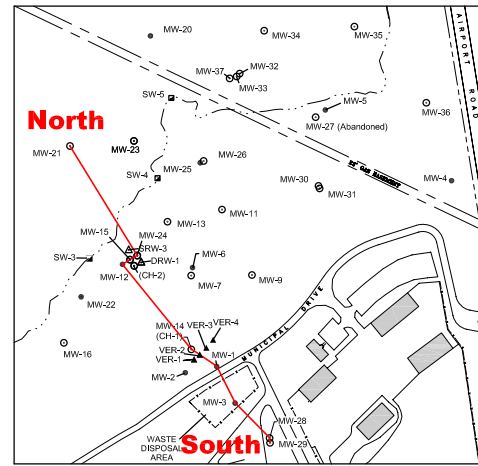 MW-20
MW-34
MW-35
AIRPORT ROAD
MW-37
MW-32
MW-33
SW-5
MW-5
MW-36
North
MW-27 (Abandoned)
MW-21
MW-23
MW-26
MW-25
SW-4
MW-30
MW-31
MW-4
MW-11
MW-13
MW-24
MW-15
SRW-3
DRW-1
SW-3
MW-12
(CH-2)
MW-6
MW-7
MW-9
MW-22
MUNICIPAL DRIVE
MW-14
(CH-1)
VER-3
VER-4
MW-16
VER-2
VER-1
MW-1
MW-2
MW-3
MW-28
WASTE
DISPOSAL
AREA
South
MW-29